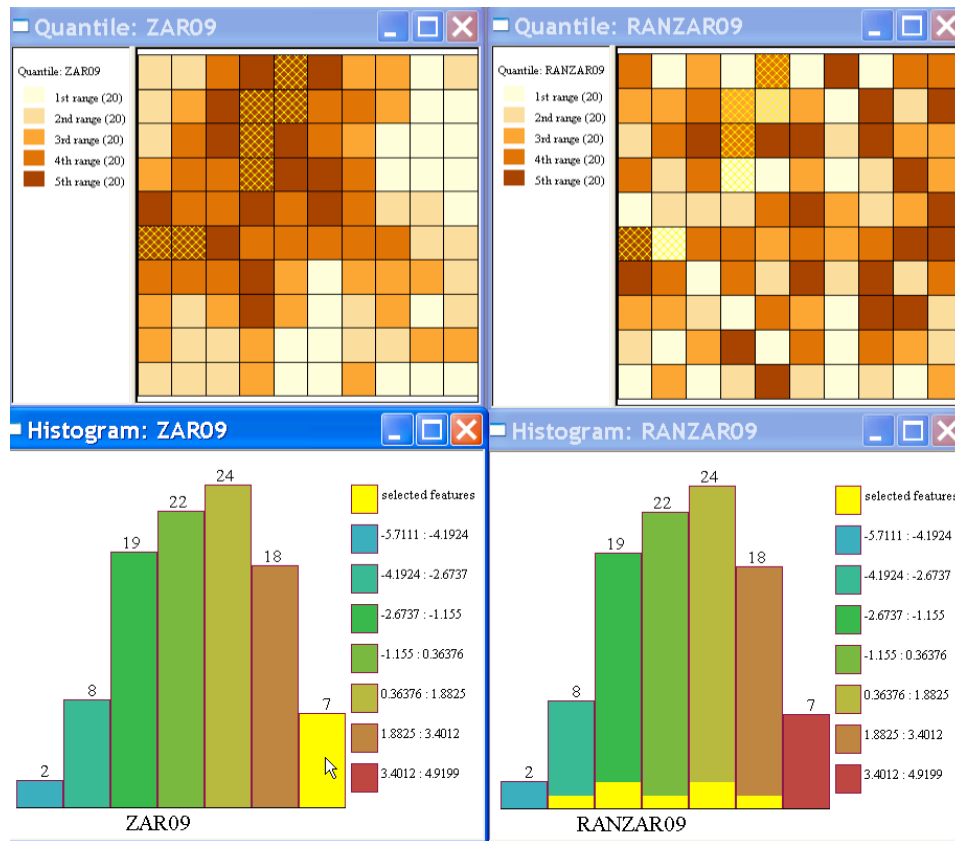 Quantile: ZAR09
Quantile: ZAR09
1st range (20)
2nd range (20)
3rd range (20)
4th range (20)
5th range (20)
Quantile: RANZAR09
Quantile: RANZAR09
1st range (20)
2nd range (20)
3rd range (20)
4th range (20)
5th range (20)
Histogram: ZAR09
2
8
19
22
24
18
7
selected features
-5.7111 : -4.1924
-4.1924 : -2.6737
-2.6737 : -1.155
-1.155 : 0.36376
0.36376 : 1.8825
1.8825 : 3.4012
3.4012 : 4.9199
ZAR09
Histogram: RANZAR09
2
8
19
22
24
18
7
selected features
-5.7111 : -4.1924
-4.1924 : -2.6737
-2.6737 : -1.155
-1.155 : 0.36376
0.36376 : 1.8825
1.8825 : 3.4012
3.4012 : 4.9199
RANZAR09